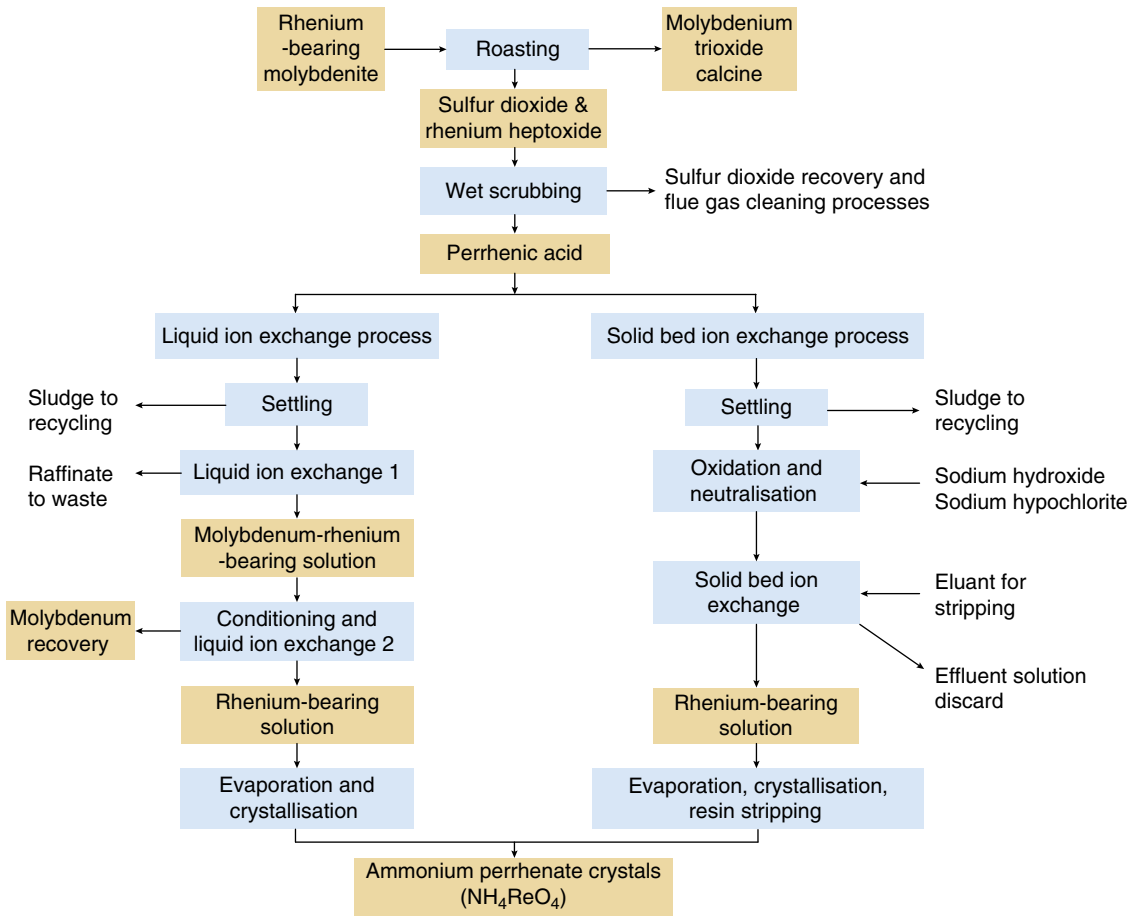 Rhenium
-bearing
molybdenite
Roasting
Molybdenium
trioxide
calcine
Sulfur dioxide &
rhenium heptoxide
Wet scrubbing
Sulfur dioxide recovery and
flue gas cleaning processes
Perrhenic acid
Liquid ion exchange process
Solid bed ion exchange process
Sludge to
recycling
Settling
Settling
Sludge to
recycling
Raffinate
to waste
Liquid ion exchange 1
Oxidation and
neutralisation
Sodium hydroxide
Sodium hypochlorite
Molybdenum-rhenium
-bearing solution
Solid bed ion
exchange
Eluant for
stripping
Molybdenum
recovery
Conditioning and
liquid ion exchange 2
Effluent solution
discard
Rhenium-bearing
solution
Rhenium-bearing
solution
Evaporation and
crystallisation
Evaporation, crystallisation,
resin stripping
Ammonium perrhenate crystals
(NH₄ReO₄)